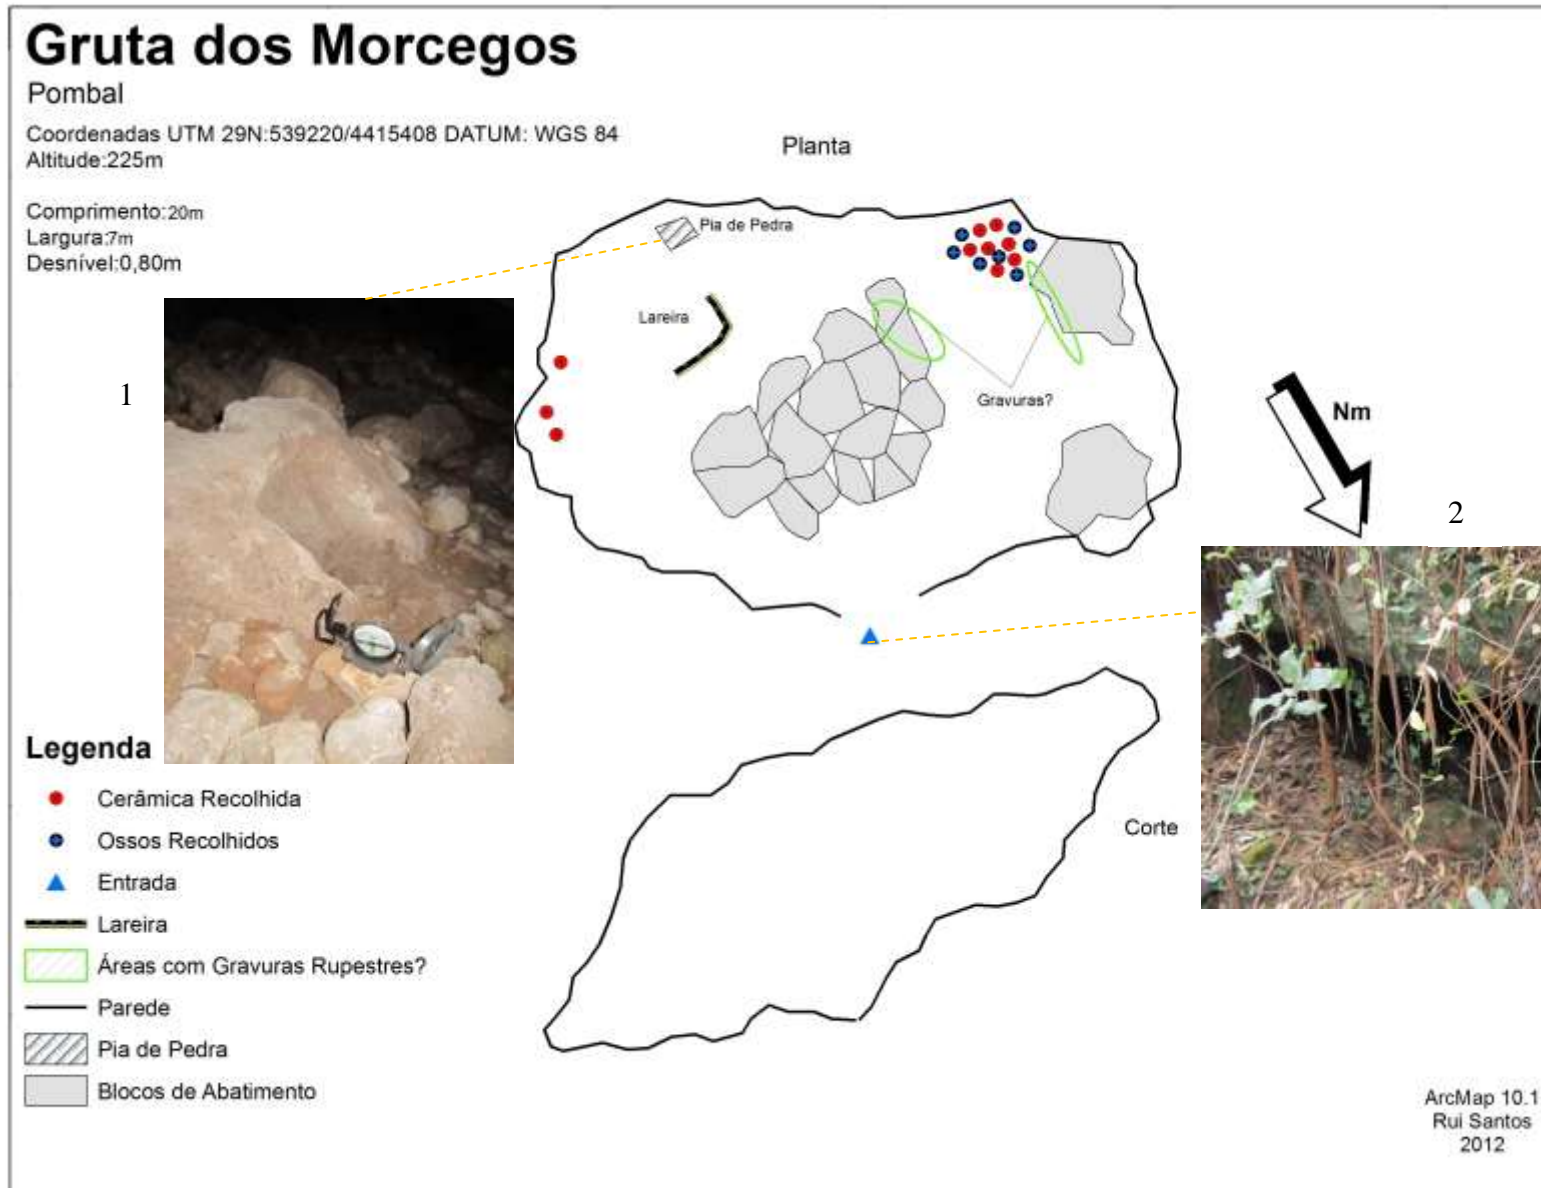 Gruta dos Morcegos
Pombal
Coordenadas UTM 29N:539220/4415408 DATUM: WGS 84
Altitude:225m
Comprimento:20m
Largura:7m
Desnível:0,80m
Planta
Pia de Pedra
Lareira
Gravuras?
Nm
1
2
Corte
Legenda
Cerâmica Recolhida
Ossos Recolhidos
Entrada
Lareira
Áreas com Gravuras Rupestres?
Parede
Pia de Pedra
Blocos de Abatimento
ArcMap 10.1
Rui Santos
2012